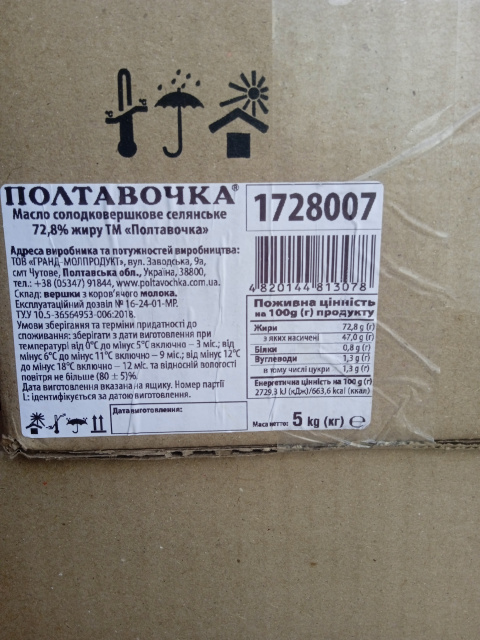 ПОЛТАВОЧКА®
Масло солодковершкове селянське
72,8% жиру ТМ «Полтавочка»
Адреса виробника та потужностей виробництва:
ТОВ «ГРАНД-МОЛПРОДУКТ», вул. Заводська, 9а,
смт Чутове, Полтавська обл., Україна, 38800,
тел.: +38 (05347) 91844, www.poltavochka.com.ua.
Склад: вершки з коров'ячого молока.
Експлуатаційний дозвіл № 16-24-01-МР.
ТУ.У 10.5-36564953-006:2018.
Умови зберігання та терміни придатності до
споживання: зберігати з дати виготовлення при
температурі від 0°С до мінус 5°С включно – 3 міс.; від
мінус 6°С до мінус 11°С включно – 9 міс.; від мінус 12°С
до мінус 18°С включно – 12 міс. та відносній вологості
повітря не більше (80 ± 5)%.
Дата виготовлення вказана на ящику. Номер партії
L: ідентифікується за датою виготовлення.
Дата виготовлення:
1728007
4820144813078
Поживна цінність
на 100g (г) продукту
Жири 72,8 g (г)
з яких насичені 47,0 g (г)
Білки 0,8 g (г)
Вуглеводи 1,3 g (г)
в тому числі цукри 1,3 g (г)
Енергетична цінність на 100 g (г)
2729,3 kJ (кДж)/663,6 kcal (ккал)
Маса нетто: 5 kg (кг) ℮